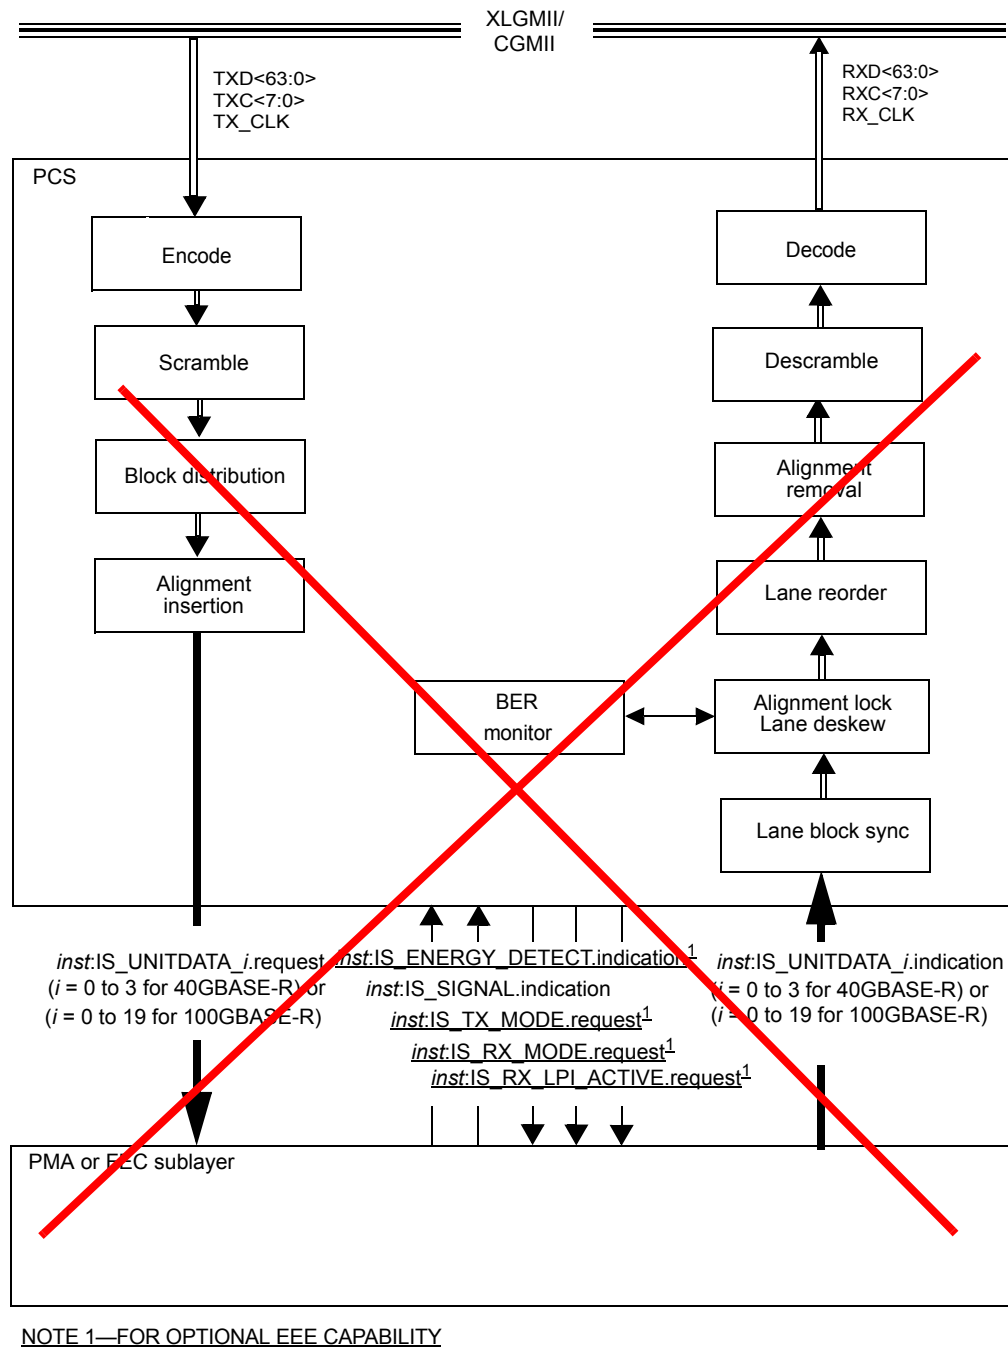 XLGMII/
CGMII
TXD<63:0>
TXC<7:0>
TX_CLK
RXD<63:0>
RXC<7:0>
RX_CLK
PCS
Encode
Decode
Scramble
Descramble
Block distribution
Alignment
removal
Alignment
insertion
Lane reorder
BER
monitor
Alignment lock
Lane deskew
Lane block sync
inst:IS_UNITDATA_i.request
(i = 0 to 3 for 40GBASE-R) or
(i = 0 to 19 for 100GBASE-R)
inst:IS_ENERGY_DETECT.indication1
inst:IS_SIGNAL.indication
inst:IS_TX_MODE.request1
inst:IS_RX_MODE.request1
inst:IS_RX_LPI_ACTIVE.request1
inst:IS_UNITDATA_i.indication
(i = 0 to 3 for 40GBASE-R) or
(i = 0 to 19 for 100GBASE-R)
PMA or FEC sublayer
NOTE 1—FOR OPTIONAL EEE CAPABILITY